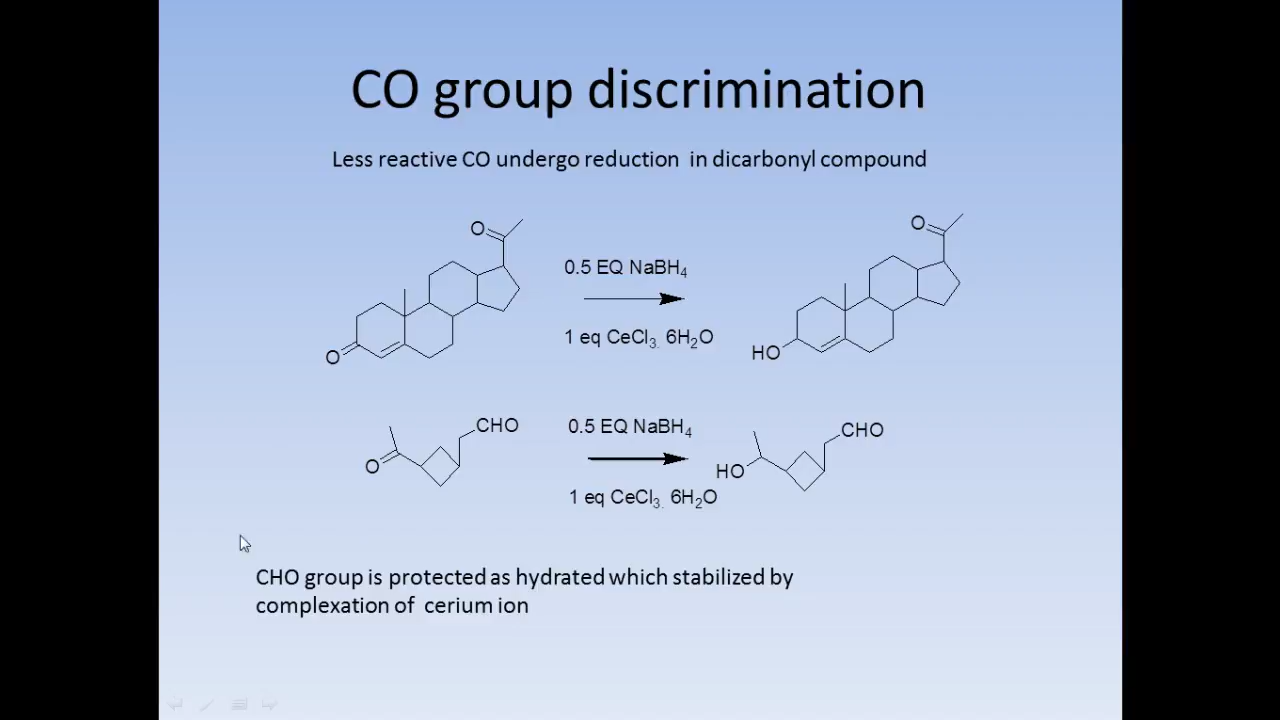 CO group discrimination
Less reactive CO undergo reduction in dicarbonyl compound
O
O
0.5 EQ NaBH₄
1 eq CeCl₃. 6H₂O
O
HO
CHO
O
0.5 EQ NaBH₄
1 eq CeCl₃. 6H₂O
CHO
HO
CHO group is protected as hydrated which stabilized by
complexation of cerium ion